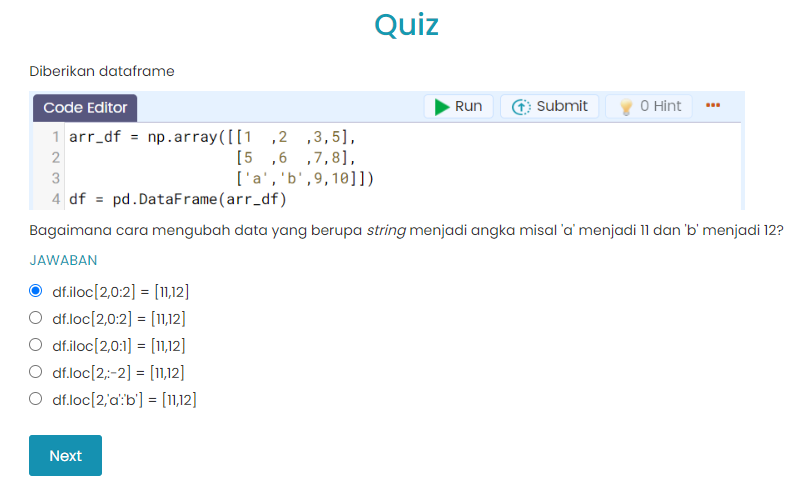 Quiz
Diberikan dataframe
Code Editor
Run
Submit
0 Hint
1 arr_df = np.array([[1 ,2 ,3,5],
2 [5 ,6 ,7,8],
3 ['a','b',9,10]])
4 df = pd.DataFrame(arr_df)
Bagaimana cara mengubah data yang berupa string menjadi angka misal 'a' menjadi 11 dan 'b' menjadi 12?
JAWABAN
df.iloc[2,0:2] = [11,12]
df.loc[2,0:2] = [11,12]
df.iloc[2,0:1] = [11,12]
df.loc[2,:-2] = [11,12]
df.loc[2,'a':'b'] = [11,12]
Next